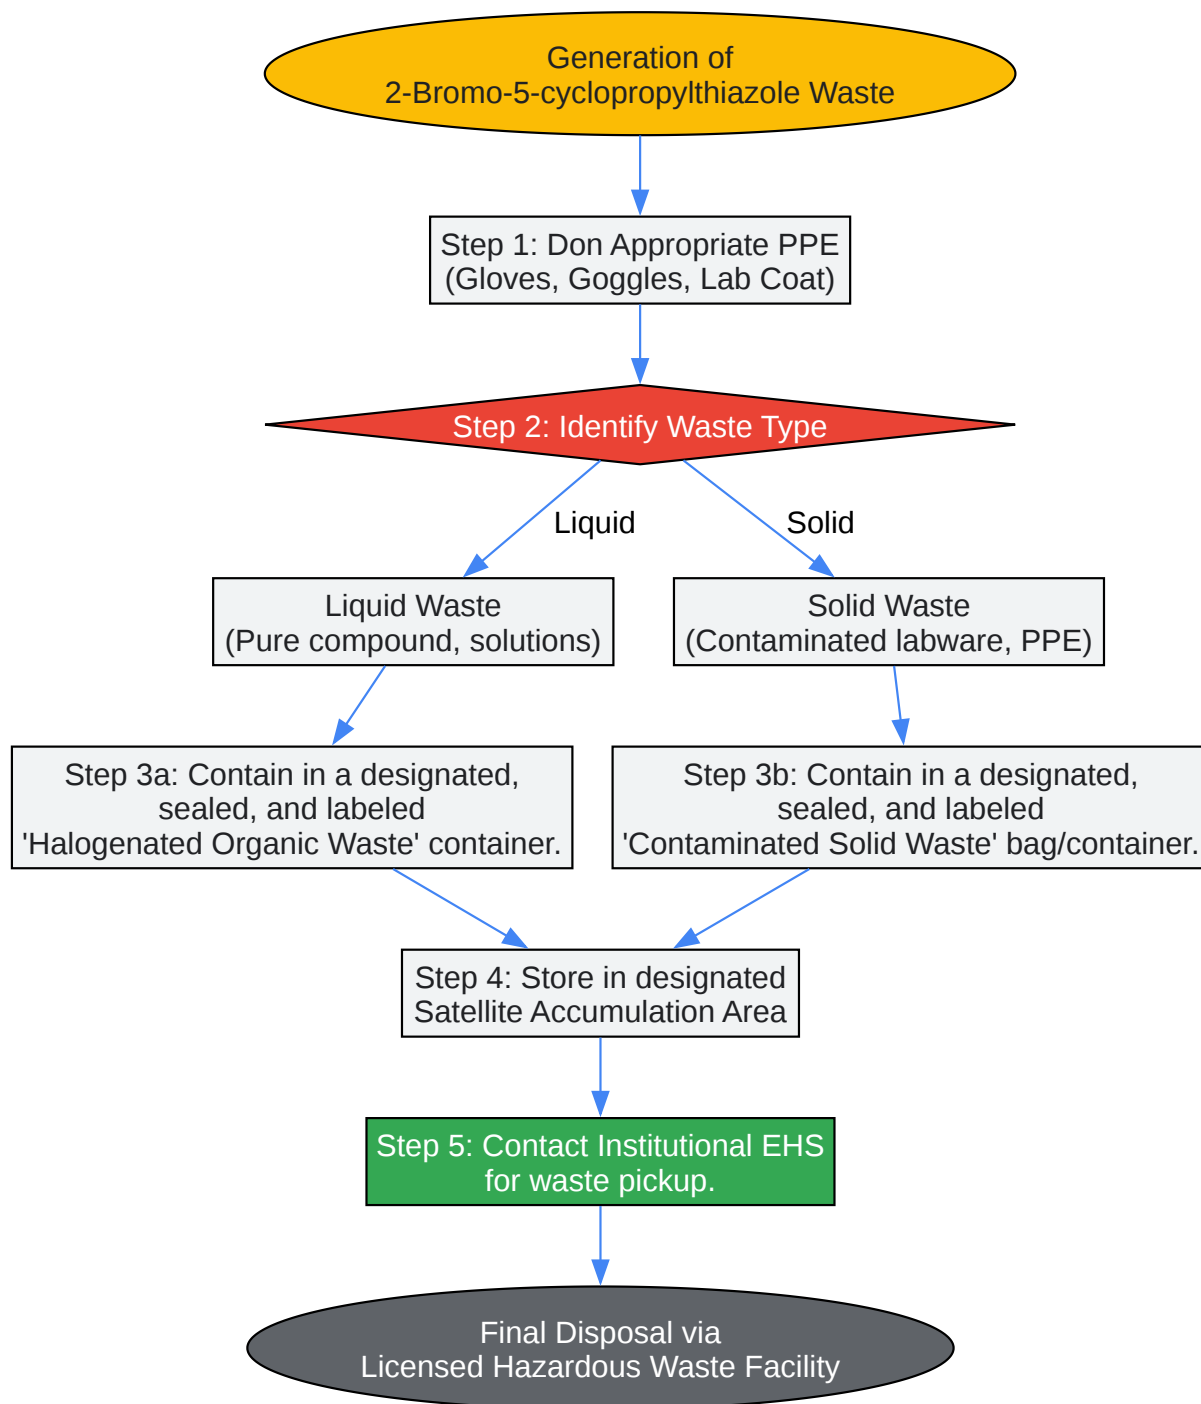 Generation of
2-Bromo-5-cyclopropylthiazole Waste
Step 1: Don Appropriate PPE
(Gloves, Goggles, Lab Coat)
Step 2: Identify Waste Type
Liquid
Solid
Liquid Waste
(Pure compound, solutions)
Solid Waste
(Contaminated labware, PPE)
Step 3a: Contain in a designated,
sealed, and labeled
'Halogenated Organic Waste' container.
Step 3b: Contain in a designated,
sealed, and labeled
'Contaminated Solid Waste' bag/container.
Step 4: Store in designated
Satellite Accumulation Area
Step 5: Contact Institutional EHS
for waste pickup.
Final Disposal via
Licensed Hazardous Waste Facility